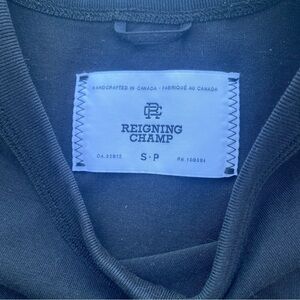 HANDCRAFTED IN CANADA · FABRIQUÉ AU CANADA
RC
REIGNING
CHAMP
S·P